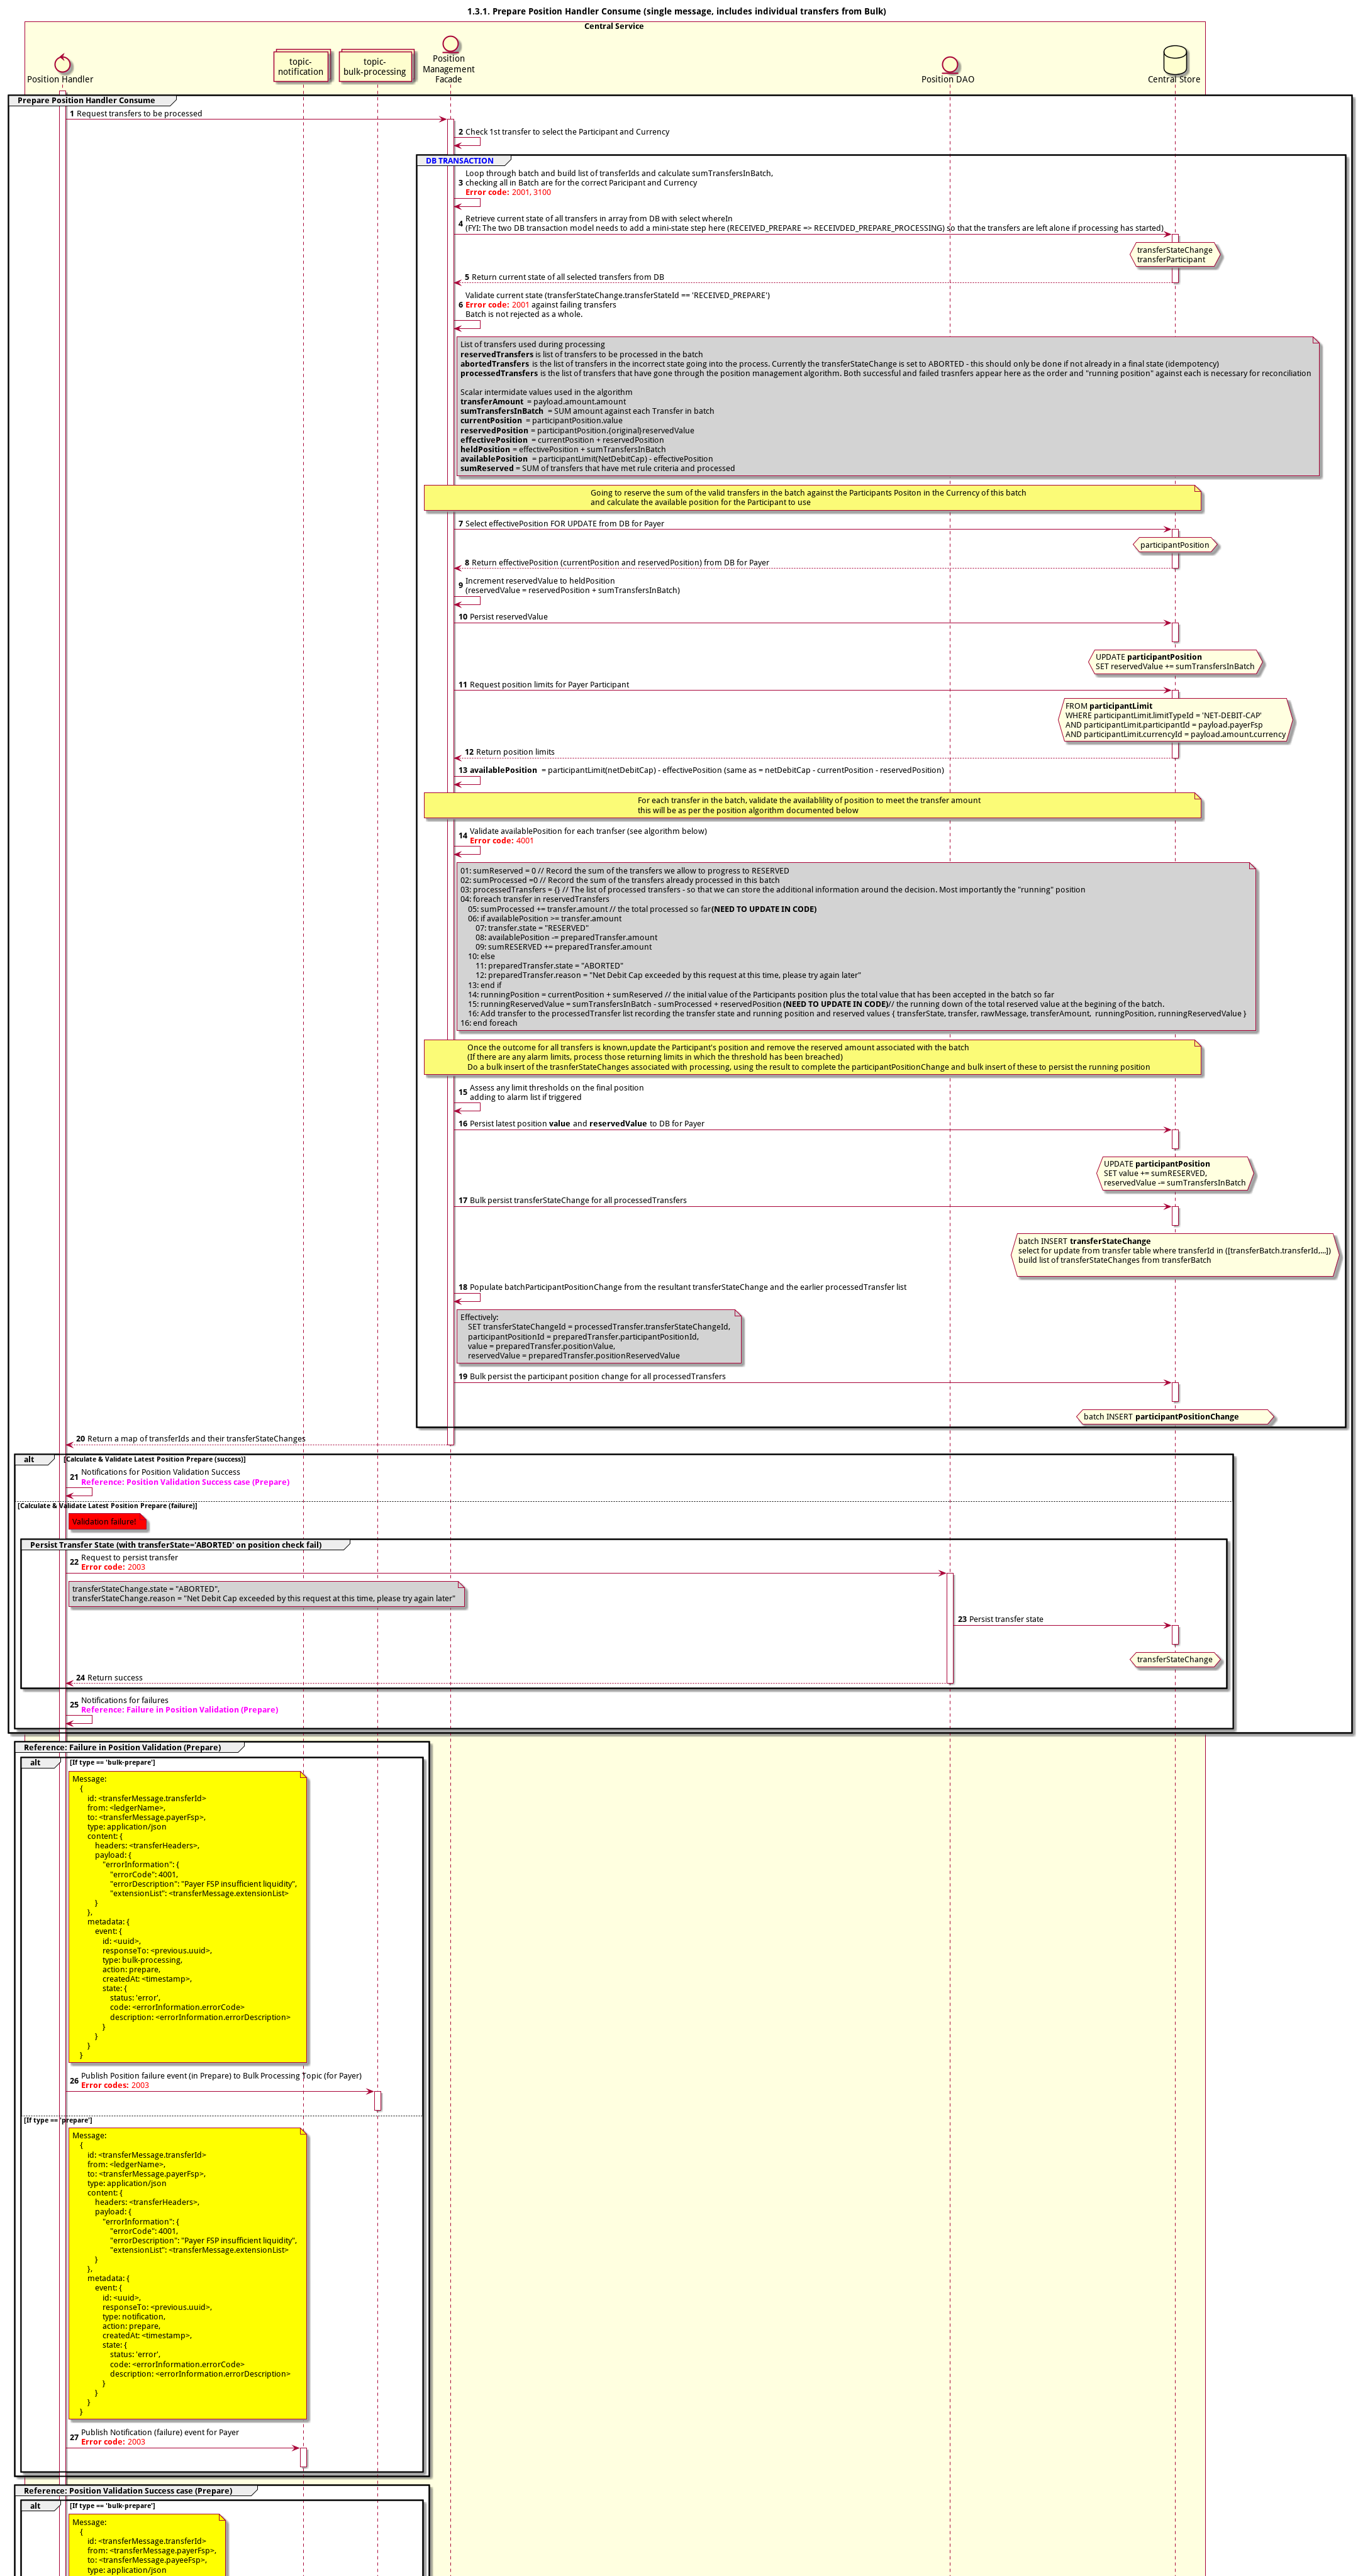 1.3.1. Prepare Position Handler Consume (single message, includes individual transfers from Bulk)
Central Service
Position Handler
topic-
notification
topic-
bulk-processing
Position
Management
Facade
Position DAO
Central Store
Prepare Position Handler Consume
1 Request transfers to be processed
2 Check 1st transfer to select the Participant and Currency
DB TRANSACTION
Loop through batch and build list of transferIds and calculate sumTransfersInBatch,
3 checking all in Batch are for the correct Paricipant and Currency
Error code: 2001, 3100
Retrieve current state of all transfers in array from DB with select whereIn
4 (FYI: The two DB transaction model needs to add a mini-state step here (RECEIVED_PREPARE => RECEIVDED_PREPARE_PROCESSING) so that the transfers are left alone if processing has started)
transferStateChange
transferParticipant
5 Return current state of all selected transfers from DB
Validate current state (transferStateChange.transferStateId == 'RECEIVED_PREPARE')
6 Error code: 2001 against failing transfers
Batch is not rejected as a whole.
List of transfers used during processing
reservedTransfers is list of transfers to be processed in the batch
abortedTransfers is the list of transfers in the incorrect state going into the process. Currently the transferStateChange is set to ABORTED - this should only be done if not already in a final state (idempotency)
processedTransfers is the list of transfers that have gone through the position management algorithm. Both successful and failed trasnfers appear here as the order and "running position" against each is necessary for reconciliation
Scalar intermidate values used in the algorithm
transferAmount = payload.amount.amount
sumTransfersInBatch = SUM amount against each Transfer in batch
currentPosition = participantPosition.value
reservedPosition = participantPosition.{original}reservedValue
effectivePosition = currentPosition + reservedPosition
heldPosition = effectivePosition + sumTransfersInBatch
availablePosition = participantLimit(NetDebitCap) - effectivePosition
sumReserved = SUM of transfers that have met rule criteria and processed
Going to reserve the sum of the valid transfers in the batch against the Participants Positon in the Currency of this batch
and calculate the available position for the Participant to use
7 Select effectivePosition FOR UPDATE from DB for Payer
participantPosition
8 Return effectivePosition (currentPosition and reservedPosition) from DB for Payer
9 Increment reservedValue to heldPosition
(reservedValue = reservedPosition + sumTransfersInBatch)
10 Persist reservedValue
UPDATE participantPosition
SET reservedValue += sumTransfersInBatch
11 Request position limits for Payer Participant
FROM participantLimit
WHERE participantLimit.limitTypeId = 'NET-DEBIT-CAP'
AND participantLimit.participantId = payload.payerFsp
AND participantLimit.currencyId = payload.amount.currency
12 Return position limits
13 availablePosition = participantLimit(netDebitCap) - effectivePosition (same as = netDebitCap - currentPosition - reservedPosition)
For each transfer in the batch, validate the availablility of position to meet the transfer amount
this will be as per the position algorithm documented below
14 Validate availablePosition for each tranfser (see algorithm below)
Error code: 4001
01: sumReserved = 0 // Record the sum of the transfers we allow to progress to RESERVED
02: sumProcessed =0 // Record the sum of the transfers already processed in this batch
03: processedTransfers = {} // The list of processed transfers - so that we can store the additional information around the decision. Most importantly the "running" position
04: foreach transfer in reservedTransfers
05: sumProcessed += transfer.amount // the total processed so far(NEED TO UPDATE IN CODE)
06: if availablePosition >= transfer.amount
07: transfer.state = "RESERVED"
08: availablePosition -= preparedTransfer.amount
09: sumRESERVED += preparedTransfer.amount
10: else
11: preparedTransfer.state = "ABORTED"
12: preparedTransfer.reason = "Net Debit Cap exceeded by this request at this time, please try again later"
13: end if
14: runningPosition = currentPosition + sumReserved // the initial value of the Participants position plus the total value that has been accepted in the batch so far
15: runningReservedValue = sumTransfersInBatch - sumProcessed + reservedPosition (NEED TO UPDATE IN CODE)// the running down of the total reserved value at the begining of the batch.
16: Add transfer to the processedTransfer list recording the transfer state and running position and reserved values { transferState, transfer, rawMessage, transferAmount, runningPosition, runningReservedValue }
16: end foreach
Once the outcome for all transfers is known,update the Participant's position and remove the reserved amount associated with the batch
(If there are any alarm limits, process those returning limits in which the threshold has been breached)
Do a bulk insert of the trasnferStateChanges associated with processing, using the result to complete the participantPositionChange and bulk insert of these to persist the running position
15 Assess any limit thresholds on the final position
adding to alarm list if triggered
16 Persist latest position value and reservedValue to DB for Payer
UPDATE participantPosition
SET value += sumRESERVED,
reservedValue -= sumTransfersInBatch
17 Bulk persist transferStateChange for all processedTransfers
batch INSERT transferStateChange
select for update from transfer table where transferId in ([transferBatch.transferId,...])
build list of transferStateChanges from transferBatch
18 Populate batchParticipantPositionChange from the resultant transferStateChange and the earlier processedTransfer list
Effectively:
SET transferStateChangeId = processedTransfer.transferStateChangeId,
participantPositionId = preparedTransfer.participantPositionId,
value = preparedTransfer.positionValue,
reservedValue = preparedTransfer.positionReservedValue
19 Bulk persist the participant position change for all processedTransfers
batch INSERT participantPositionChange
20 Return a map of transferIds and their transferStateChanges
alt [Calculate & Validate Latest Position Prepare (success)]
21 Notifications for Position Validation Success
Reference: Position Validation Success case (Prepare)
[Calculate & Validate Latest Position Prepare (failure)]
Validation failure!
Persist Transfer State (with transferState='ABORTED' on position check fail)
22 Request to persist transfer
Error code: 2003
transferStateChange.state = "ABORTED",
transferStateChange.reason = "Net Debit Cap exceeded by this request at this time, please try again later"
23 Persist transfer state
transferStateChange
24 Return success
25 Notifications for failures
Reference: Failure in Position Validation (Prepare)
Reference: Failure in Position Validation (Prepare)
alt [If type == 'bulk-prepare']
Message:
{
id: <transferMessage.transferId>
from: <ledgerName>,
to: <transferMessage.payerFsp>,
type: application/json
content: {
headers: <transferHeaders>,
payload: {
"errorInformation": {
"errorCode": 4001,
"errorDescription": "Payer FSP insufficient liquidity",
"extensionList": <transferMessage.extensionList>
}
},
metadata: {
event: {
id: <uuid>,
responseTo: <previous.uuid>,
type: bulk-processing,
action: prepare,
createdAt: <timestamp>,
state: {
status: 'error',
code: <errorInformation.errorCode>
description: <errorInformation.errorDescription>
}
}
}
}
26 Publish Position failure event (in Prepare) to Bulk Processing Topic (for Payer)
Error codes: 2003
[If type == 'prepare']
Message:
{
id: <transferMessage.transferId>
from: <ledgerName>,
to: <transferMessage.payerFsp>,
type: application/json
content: {
headers: <transferHeaders>,
payload: {
"errorInformation": {
"errorCode": 4001,
"errorDescription": "Payer FSP insufficient liquidity",
"extensionList": <transferMessage.extensionList>
}
},
metadata: {
event: {
id: <uuid>,
responseTo: <previous.uuid>,
type: notification,
action: prepare,
createdAt: <timestamp>,
state: {
status: 'error',
code: <errorInformation.errorCode>
description: <errorInformation.errorDescription>
}
}
}
}
27 Publish Notification (failure) event for Payer
Error code: 2003
Reference: Position Validation Success case (Prepare)
alt [If type == 'bulk-prepare']
Message:
{
id: <transferMessage.transferId>
from: <transferMessage.payerFsp>,
to: <transferMessage.payeeFsp>,
type: application/json